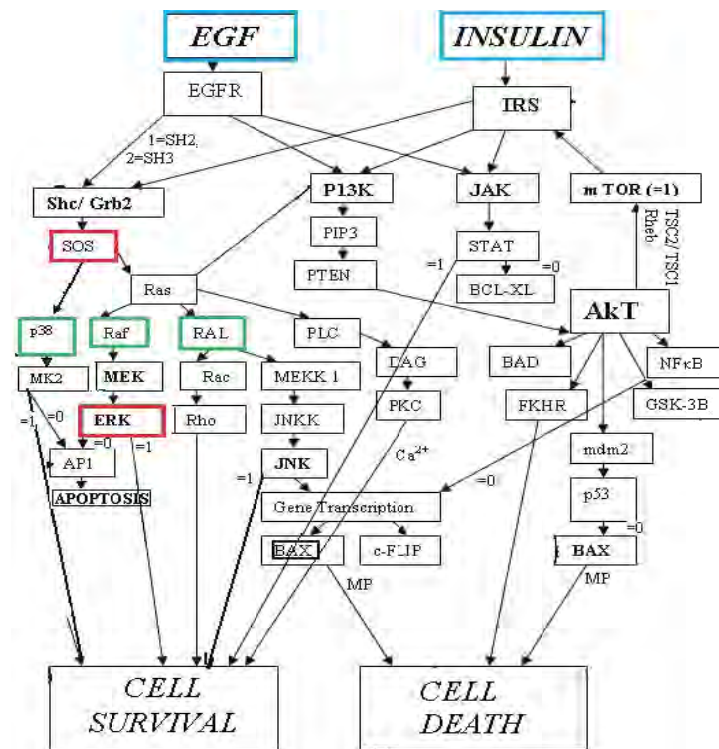 EGF
INSULIN
EGFR
IRS
1=SH2,
2=SH3
Shc/ Grb2
P13K
JAK
m TOR (=1)
TSC2/ TSC1
Rheb
SOS
PIP3
STAT
=1
=0
Ras
PTEN
BCL-XL
AkT
p38
Raf
RAL
PLC
DAG
BAD
NFκB
MK2
MEK
Rac
MEKK 1
PKC
FKHR
GSK-3B
=1
=0
ERK
Rho
JNKK
Ca2+
mdm2
=0
=1
AP1
JNK
=1
=0
p53
APOPTOSIS
Gene Transcription
=0
BAX
c-FLIP
BAX
MP
MP
CELL
SURVIVAL
CELL
DEATH